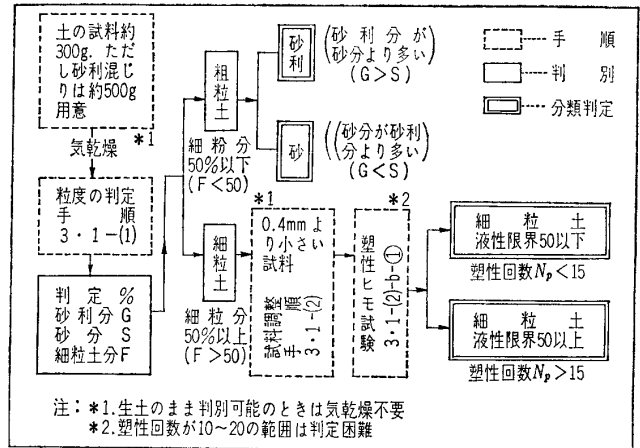 土の試料約
300g. ただ
し砂利混じ
りは約500g
用意
気乾燥
*1
粒度の判定
手　順
3・1-(1)
判定 %
砂利分G
砂　分S
細粒土分F
粗粒土
細粉分
50%以下
(F<50)
砂利
(砂利分が
砂分より多い)
(G>S)
砂
((砂分が砂利
分より多い)
(G<S)
細粒土
細粒分
50%以上
(F>50)
*1
0.4mmよ
り小さい
試料
試料調整
手　順
3・1-(2)
*2
塑性ヒモ試験
3・1-(2)-b-①
細　粒　土
液性限界50以下
塑性回数Np<15
細　粒　土
液性限界50以上
塑性回数Np>15
手　順
判　別
分類判定
注：*1.生土のまま判別可能のときは気乾燥不要
*2.塑性回数が10〜20の範囲は判定困難